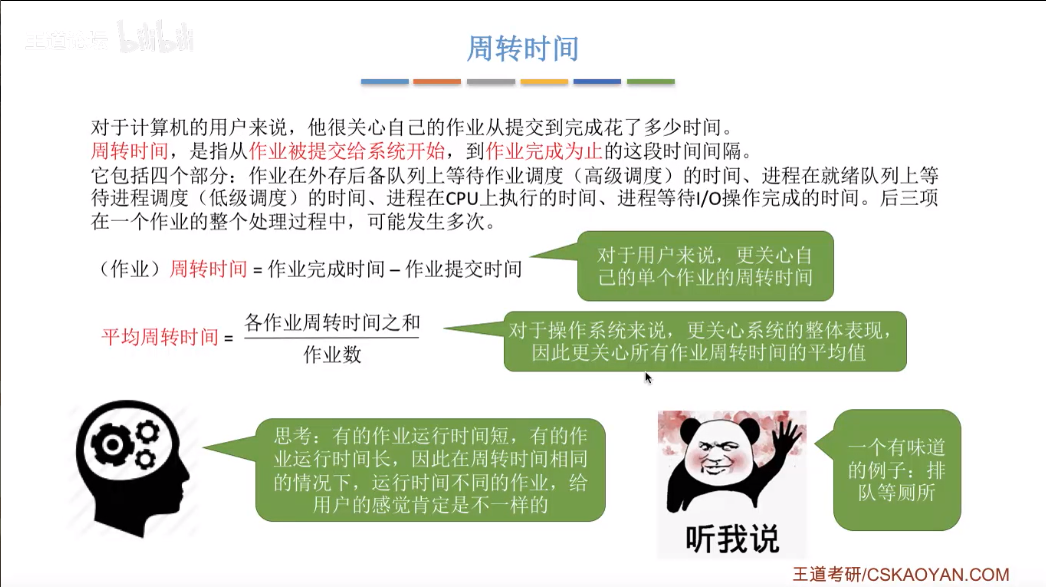 王道论坛 bilibili
周转时间
对于计算机的用户来说，他很关心自己的作业从提交到完成花了多少时间。
周转时间，是指从作业被提交给系统开始，到作业完成为止的这段时间间隔。
它包括四个部分：作业在外存后备队列上等待作业调度（高级调度）的时间、进程在就绪队列上等
待进程调度（低级调度）的时间、进程在CPU上执行的时间、进程等待I/O操作完成的时间。后三项
在一个作业的整个处理过程中，可能发生多次。
（作业）周转时间 = 作业完成时间 – 作业提交时间
对于用户来说，更关心自
己的单个作业的周转时间
平均周转时间 =
各作业周转时间之和
作业数
对于操作系统来说，更关心系统的整体表现，
因此更关心所有作业周转时间的平均值
思考：有的作业运行时间短，有的作
业运行时间长，因此在周转时间相同
的情况下，运行时间不同的作业，给
用户的感觉肯定是不一样的
听我说
一个有味道
的例子：排
队等厕所
王道考研/CSKAOYAN.COM